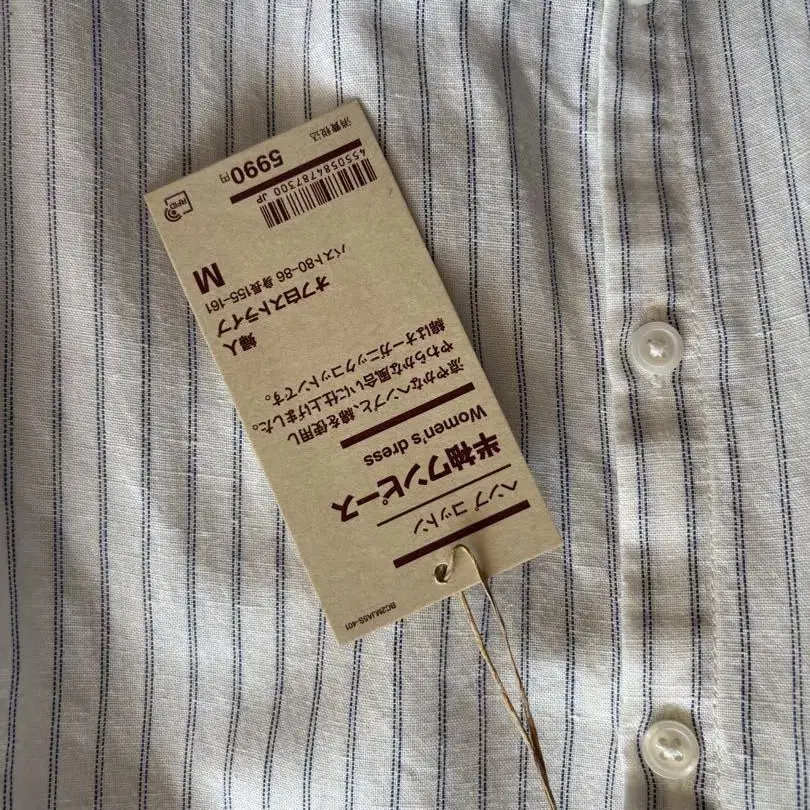 BC2MJA5S-401
ヘンプ コットン
半袖ワンピース
Women's dress
涼やかなヘンプと、綿を使用し
やわらかな風合いに仕上げました。
綿はオーガニックコットンです。
婦人
オフ白ストライプ
バスト80-86 身長155-161
M
4550584787300 JP
消費税込
5990円
RFID